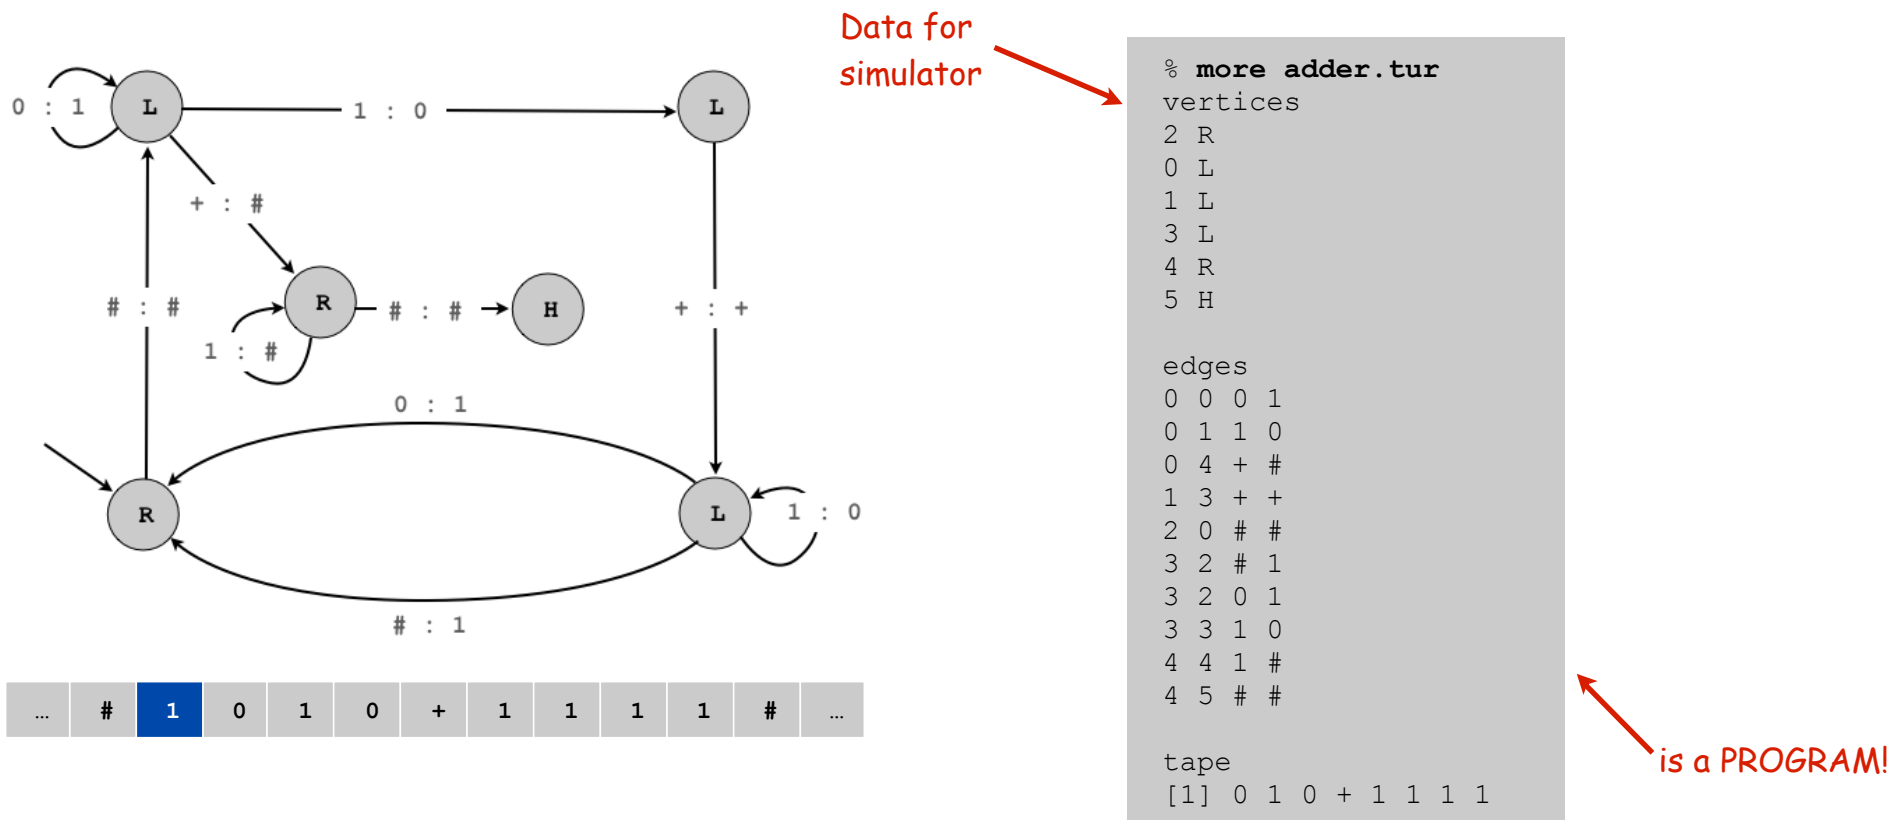 Data for
simulator
0 : 1
L
1 : 0
L
+ : #
# : #
R
# : #
H
+ : +
1 : #
0 : 1
R
L
1 : 0
# : 1
… # 1 0 1 0 + 1 1 1 1 # …
% more adder.tur
vertices
2 R
0 L
1 L
3 L
4 R
5 H
edges
0 0 0 1
0 1 1 0
0 4 + #
1 3 + +
2 0 # #
3 2 # 1
3 2 0 1
3 3 1 0
4 4 1 #
4 5 # #
tape
[1] 0 1 0 + 1 1 1 1
is a PROGRAM!